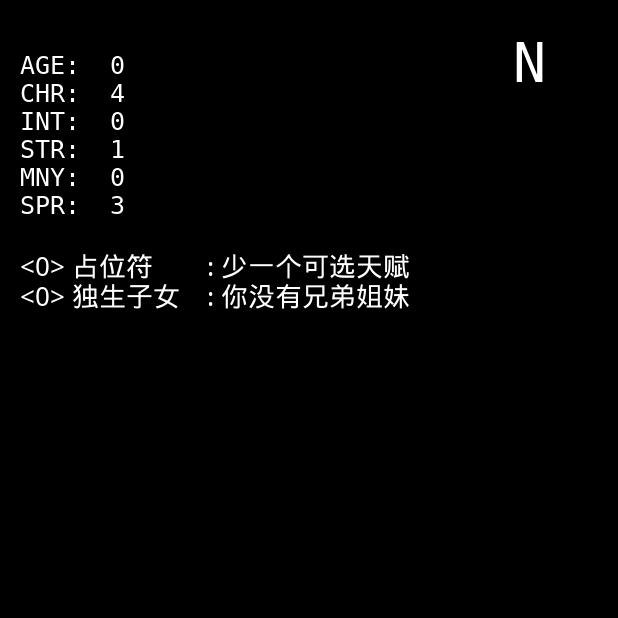 N
AGE: 0
CHR: 4
INT: 0
STR: 1
MNY: 0
SPR: 3
<O> 占位符 :少一个可选天赋
<O> 独生子女 :你没有兄弟姐妹